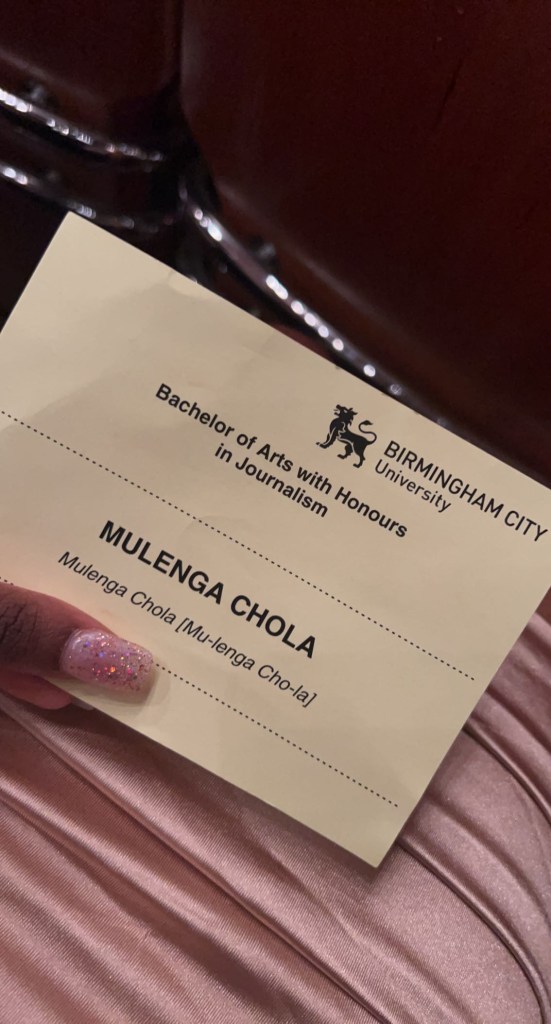 BIRMINGHAM CITY
University
Bachelor of Arts with Honours
in Journalism
MULENGA CHOLA
Mulenga Chola [Mu-lenga Cho-la]